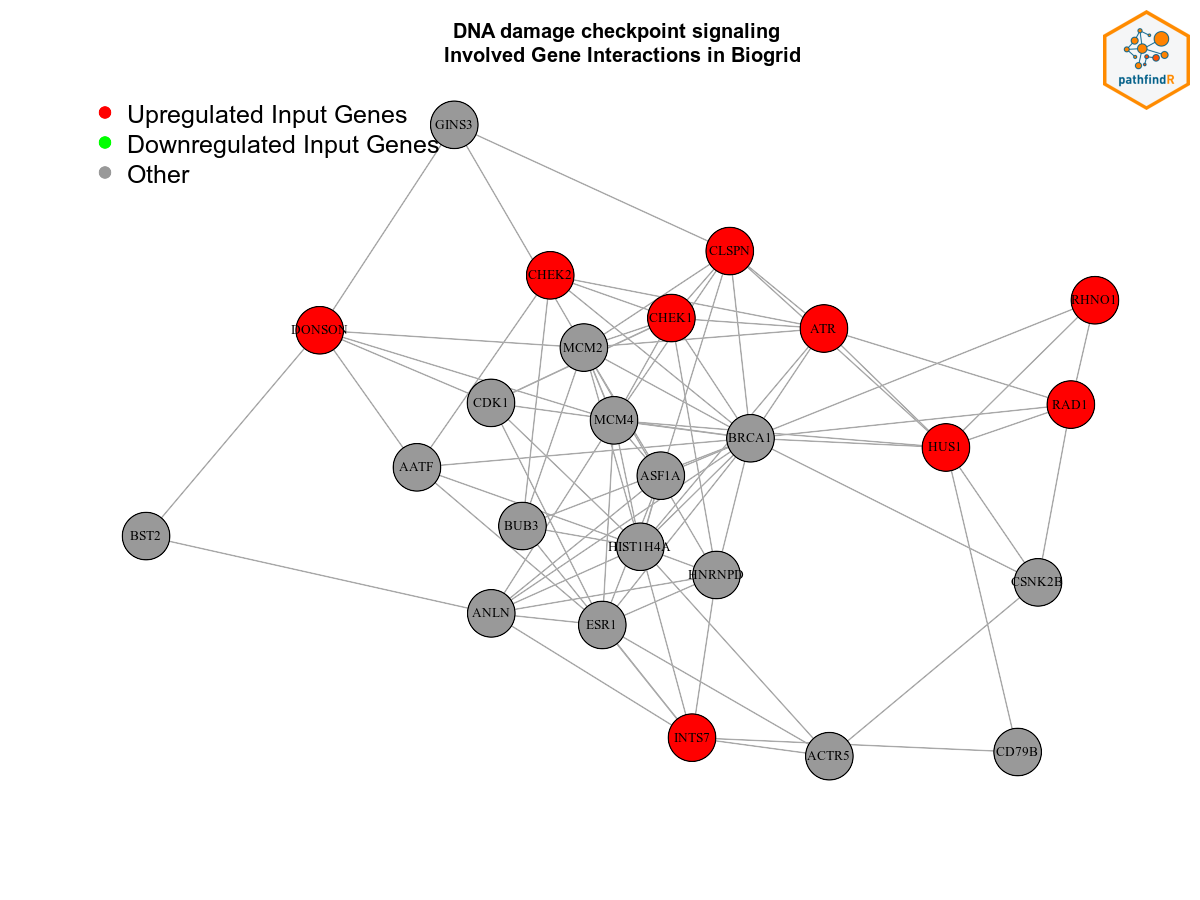 DNA damage checkpoint signaling
Involved Gene Interactions in Biogrid
pathfindR
Upregulated Input Genes
Downregulated Input Genes
Other
GINS3
CLSPN
CHEK2
RHNO1
CHEK1
ATR
DONSON
MCM2
CDK1
RAD1
MCM4
BRCA1
HUS1
AATF
ASF1A
BUB3
BST2
HIST1H4A
HNRNPD
CSNK2B
ANLN
ESR1
INTS7
ACTR5
CD79B